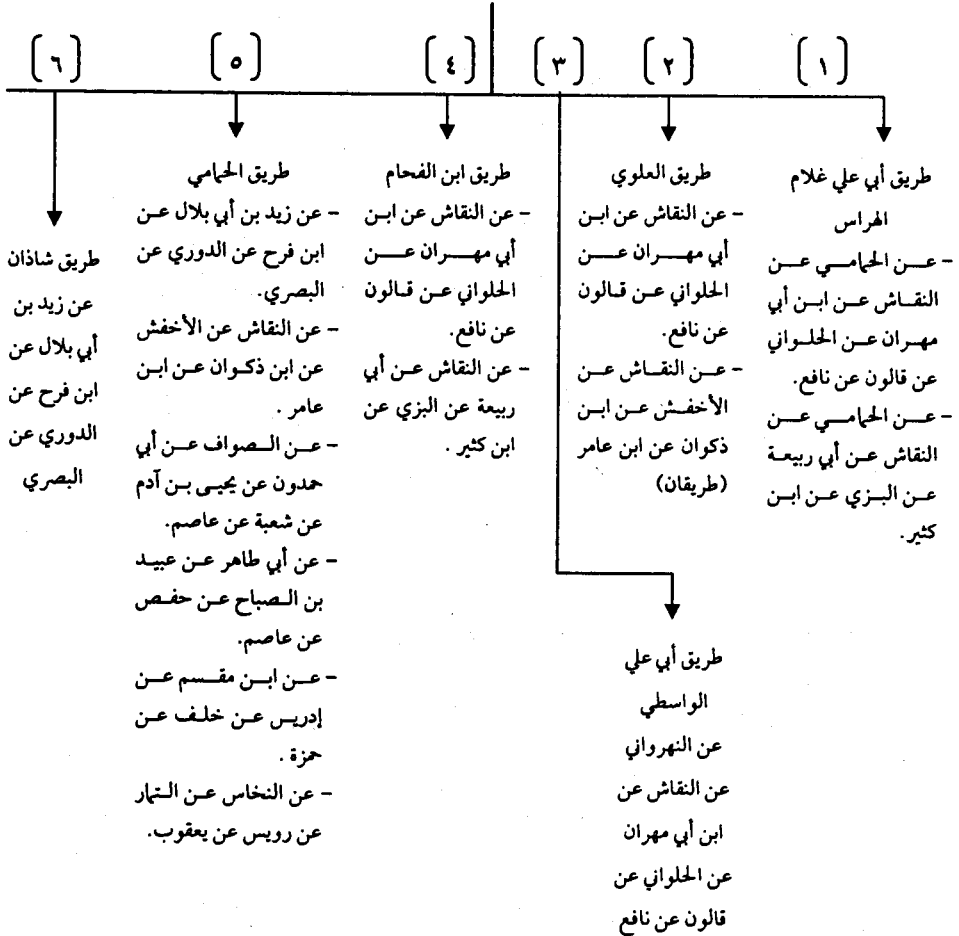 [١] [٢] [٣] [٤] [٥] [٦]
طريق أبي علي غلام
الهراس
- عن الحمامي عن
النقاش عن ابن أبي
مهران عن الحلواني
عن قالون عن نافع.
- عن الحمامي عن
النقاش عن أبي ربيعة
عن البزي عن ابن
كثير.
طريق العلوي
- عن النقاش عن ابن
أبي مهران عن
الحلواني عن قالون
عن نافع.
- عن النقاش عن
الأخفش عن ابن
ذكوان عن ابن عامر
(طريقان)
طريق أبي علي
الواسطي
عن النهرواني
عن النقاش عن
ابن أبي مهران
عن الحلواني عن
قالون عن نافع
طريق ابن الفحام
- عن النقاش عن ابن
أبي مهران عن
الحلواني عن قالون
عن نافع.
- عن النقاش عن أبي
ربيعة عن البزي عن
ابن كثير .
طريق الحمامي
- عن زيد بن أبي بلال عن
ابن فرح عن الدوري عن
البصري.
- عن النقاش عن الأخفش
عن ابن ذكوان عن ابن
عامر .
- عن الصواف عن أبي
حمدون عن يحيى بن آدم
عن شعبة عن عاصم.
- عن أبي طاهر عن عبيد
بن الصباح عن حفص
عن عاصم.
- عن ابن مقسم عن
إدريس عن خلف عن
حمزة .
- عن النخاس عن التمار
عن رويس عن يعقوب.
طريق شاذان
عن زيد بن
أبي بلال عن
ابن فرح عن
الدوري عن
البصري